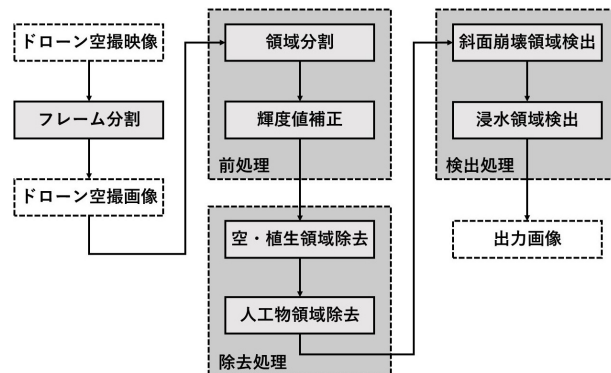 ドローン空撮映像
フレーム分割
ドローン空撮画像
領域分割
輝度値補正
前処理
空・植生領域除去
人工物領域除去
除去処理
斜面崩壊領域検出
浸水領域検出
検出処理
出力画像